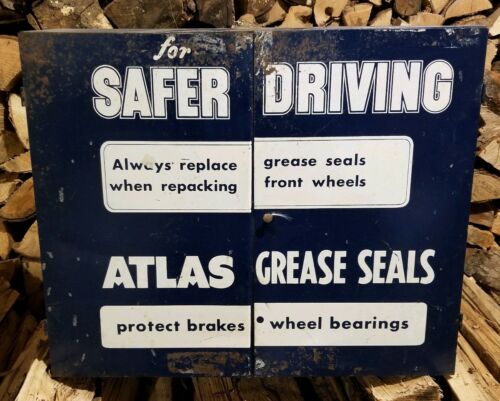 for
SAFER DRIVING
Always replace grease seals
when repacking front wheels
ATLAS GREASE SEALS
protect brakes • wheel bearings